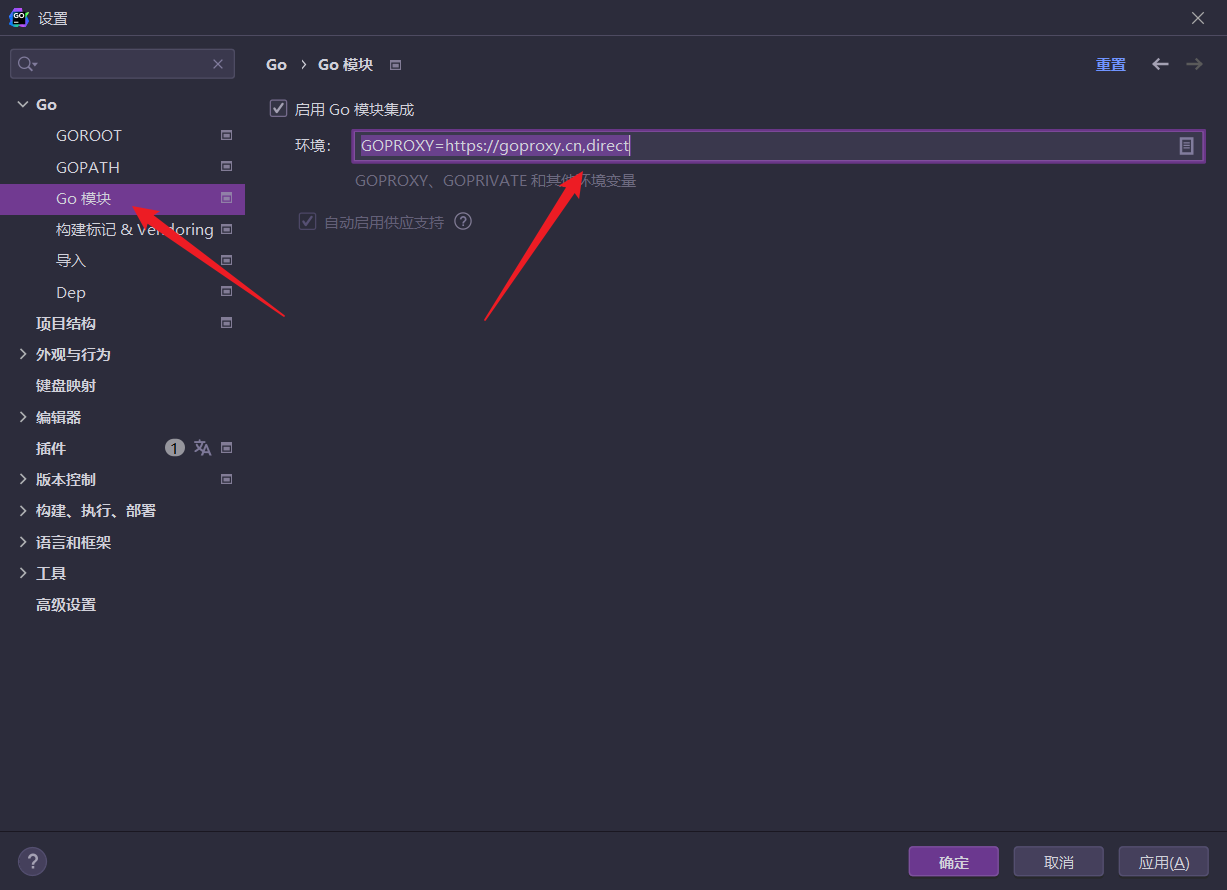 设置
Go › Go 模块
重置
Go
GOROOT
GOPATH
Go 模块
构建标记 & Vendoring
导入
Dep
项目结构
外观与行为
键盘映射
编辑器
插件 1
版本控制
构建、执行、部署
语言和框架
工具
高级设置
启用 Go 模块集成
环境: GOPROXY=https://goproxy.cn,direct
GOPROXY、GOPRIVATE 和其他环境变量
自动启用供应支持 ?
?
确定
取消
应用(A)